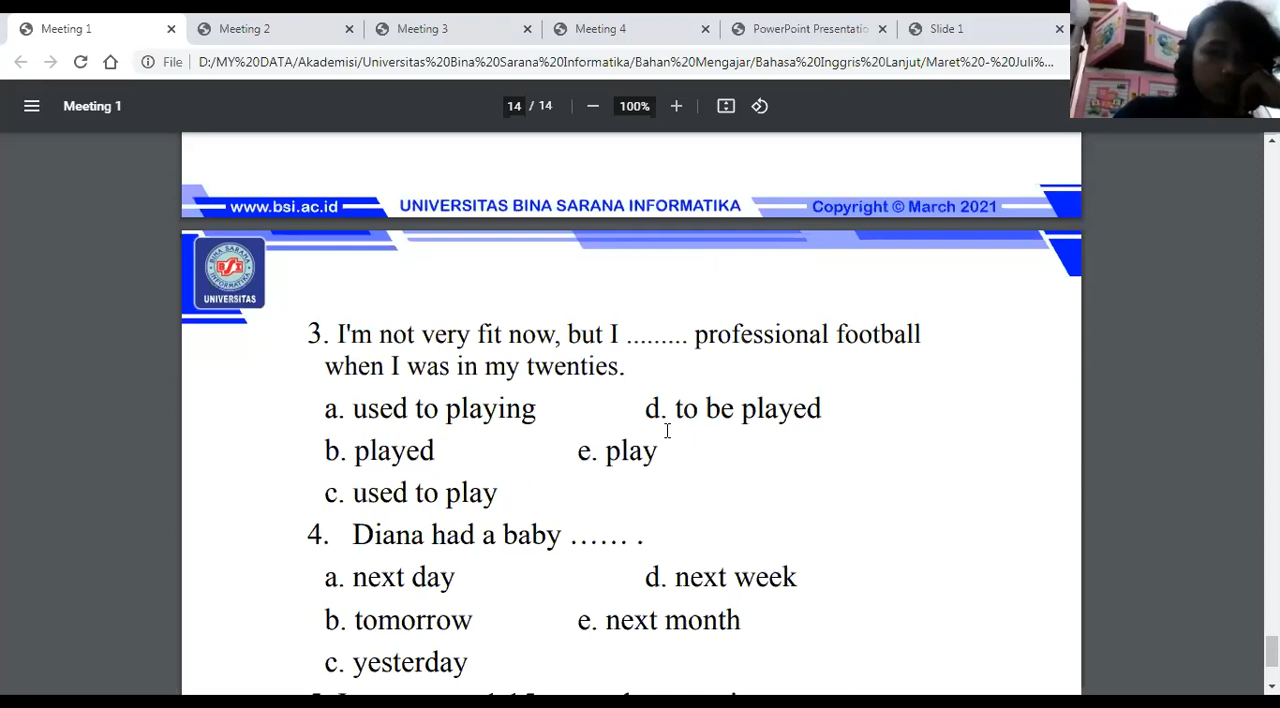 Meeting 1
Meeting 2
Meeting 3
Meeting 4
PowerPoint Presentatio
Slide 1
File
D:/MY%20DATA/Akademisi/Universitas%20Bina%20Sarana%20Informatika/Bahan%20Mengajar/Bahasa%20Inggris%20Lanjut/Maret%20-%20Juli%...
Meeting 1
14 / 14
100%
www.bsi.ac.id
UNIVERSITAS BINA SARANA INFORMATIKA
Copyright © March 2021
BINA SARANA
BSI
INFORMATIKA
UNIVERSITAS
3. I'm not very fit now, but I ......... professional football
when I was in my twenties.
a. used to playing d. to be played
b. played e. play
c. used to play
4. Diana had a baby …… .
a. next day d. next week
b. tomorrow e. next month
c. yesterday